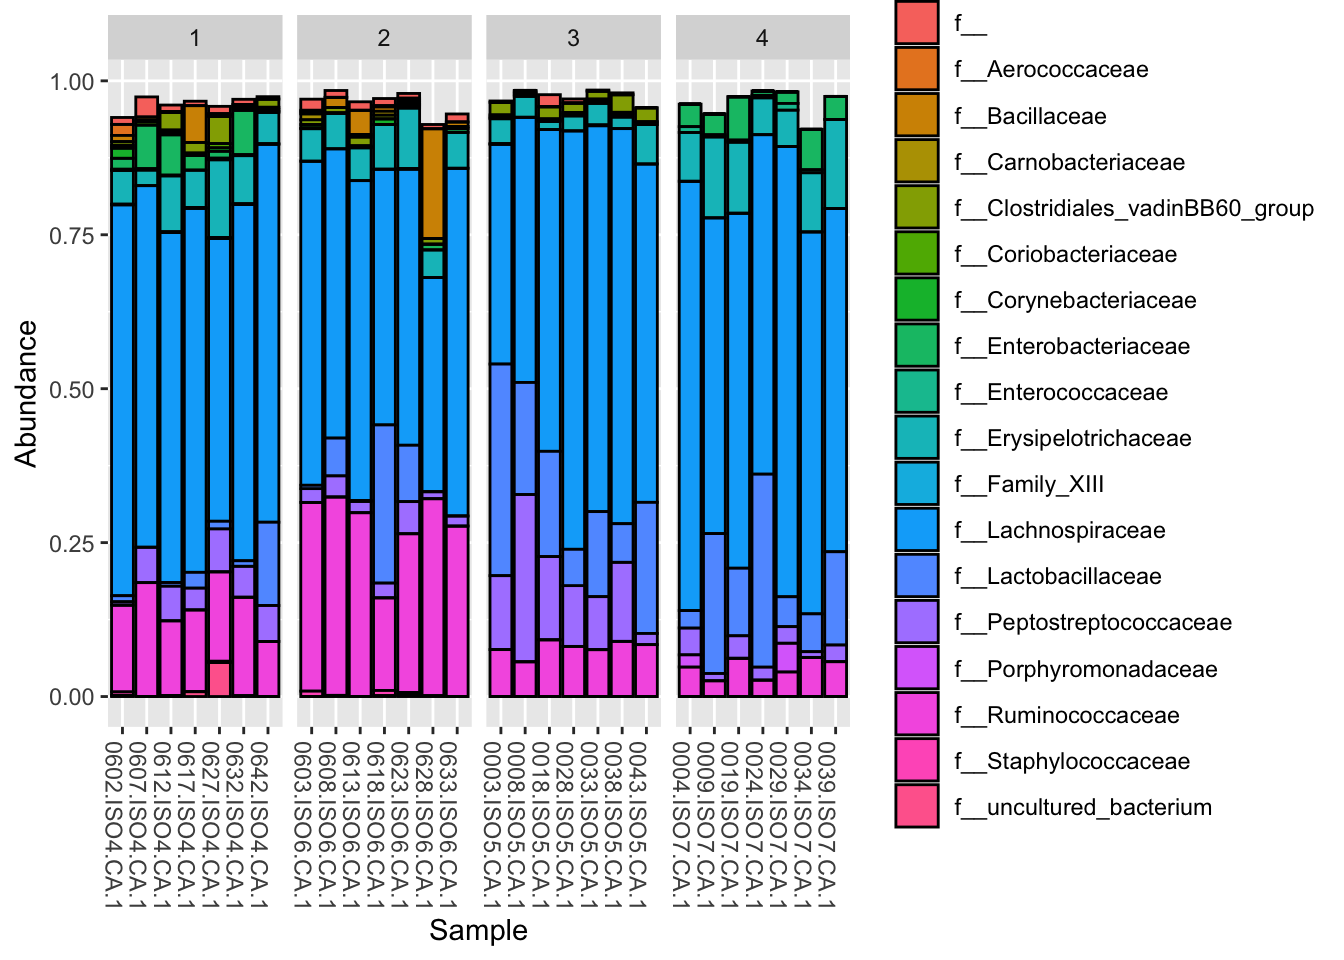 1
2
3
4
1.00
0.75
0.50
0.25
0.00
Abundance
0602.ISO4.CA.1
0607.ISO4.CA.1
0612.ISO4.CA.1
0617.ISO4.CA.1
0627.ISO4.CA.1
0632.ISO4.CA.1
0642.ISO4.CA.1
0603.ISO6.CA.1
0608.ISO6.CA.1
0613.ISO6.CA.1
0618.ISO6.CA.1
0623.ISO6.CA.1
0628.ISO6.CA.1
0633.ISO6.CA.1
0003.ISO5.CA.1
0008.ISO5.CA.1
0018.ISO5.CA.1
0028.ISO5.CA.1
0033.ISO5.CA.1
0038.ISO5.CA.1
0043.ISO5.CA.1
0004.ISO7.CA.1
0009.ISO7.CA.1
0019.ISO7.CA.1
0024.ISO7.CA.1
0029.ISO7.CA.1
0034.ISO7.CA.1
0039.ISO7.CA.1
Sample
f__
f__Aerococcaceae
f__Bacillaceae
f__Carnobacteriaceae
f__Clostridiales_vadinBB60_group
f__Coriobacteriaceae
f__Corynebacteriaceae
f__Enterobacteriaceae
f__Enterococcaceae
f__Erysipelotrichaceae
f__Family_XIII
f__Lachnospiraceae
f__Lactobacillaceae
f__Peptostreptococcaceae
f__Porphyromonadaceae
f__Ruminococcaceae
f__Staphylococcaceae
f__uncultured_bacterium